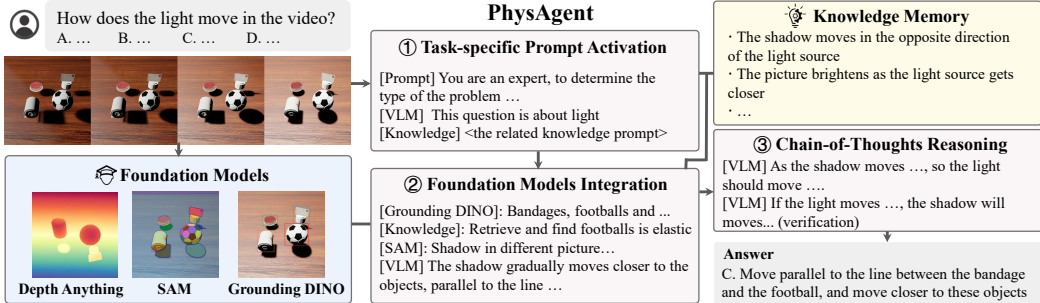 How does the light move in the video?
A. … B. … C. … D. …
Foundation Models
Depth Anything SAM Grounding DINO
PhysAgent
① Task-specific Prompt Activation
[Prompt] You are an expert, to determine the
type of the problem …
[VLM] This question is about light
[Knowledge] <the related knowledge prompt>
② Foundation Models Integration
[Grounding DINO]: Bandages, footballs and ...
[Knowledge]: Retrieve and find footballs is elastic
[SAM]: Shadow in different picture…
[VLM] The shadow gradually moves closer to the
objects, parallel to the line …
Knowledge Memory
· The shadow moves in the opposite direction
of the light source
· The picture brightens as the light source gets
closer
· …
③ Chain-of-Thoughts Reasoning
[VLM] As the shadow moves …, so the light
should move ….
[VLM] If the light moves …, the shadow will
moves... (verification)
Answer
C. Move parallel to the line between the bandage
and the football, and move closer to these objects